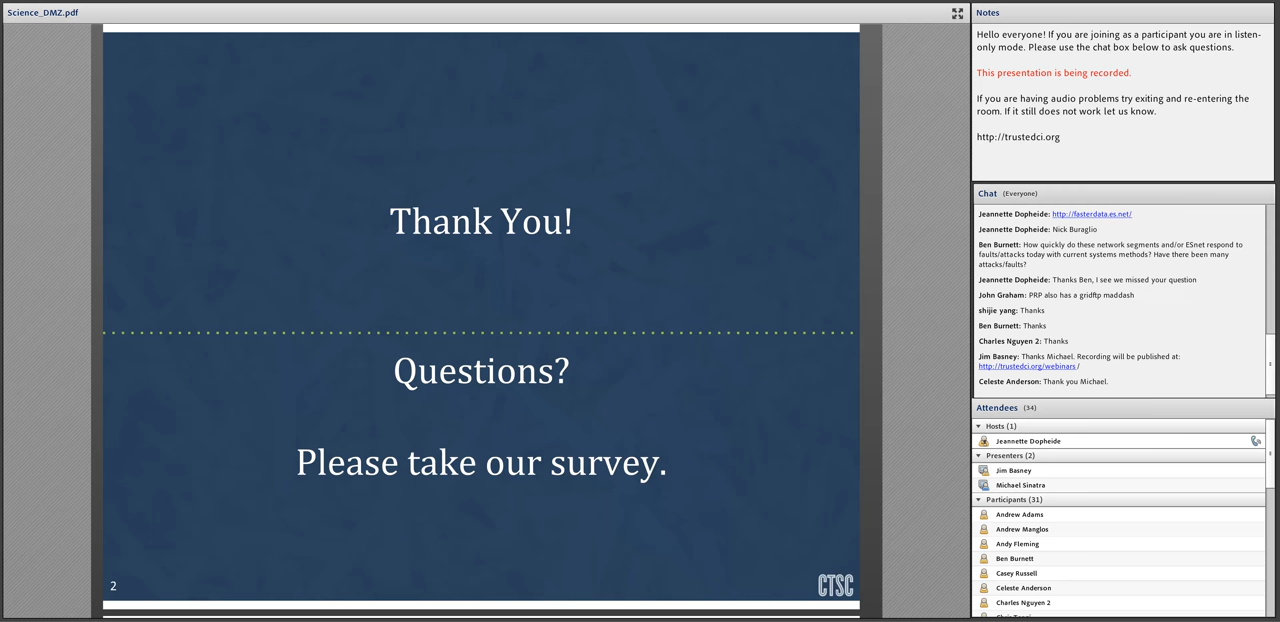 Science_DMZ.pdf
Thank You!
Questions?
Please take our survey.
2
CTSC
Notes
Hello everyone! If you are joining as a participant you are in listen-
only mode. Please use the chat box below to ask questions.
This presentation is being recorded.
If you are having audio problems try exiting and re-entering the
room. If it still does not work let us know.
http://trustedci.org
Chat (Everyone)
Jeannette Dopheide: http://fasterdata.es.net/
Jeannette Dopheide: Nick Buraglio
Ben Burnett: How quickly do these network segments and/or ESnet respond to
faults/attacks today with current systems methods? Have there been many
attacks/faults?
Jeannette Dopheide: Thanks Ben, I see we missed your question
John Graham: PRP also has a gridftp maddash
shijie yang: Thanks
Ben Burnett: Thanks
Charles Nguyen 2: Thanks
Jim Basney: Thanks Michael. Recording will be published at:
http://trustedci.org/webinars /
Celeste Anderson: Thank you Michael.
Attendees (34)
Hosts (1)
Jeannette Dopheide
Presenters (2)
Jim Basney
Michael Sinatra
Participants (31)
Andrew Adams
Andrew Manglos
Andy Fleming
Ben Burnett
Casey Russell
Celeste Anderson
Charles Nguyen 2